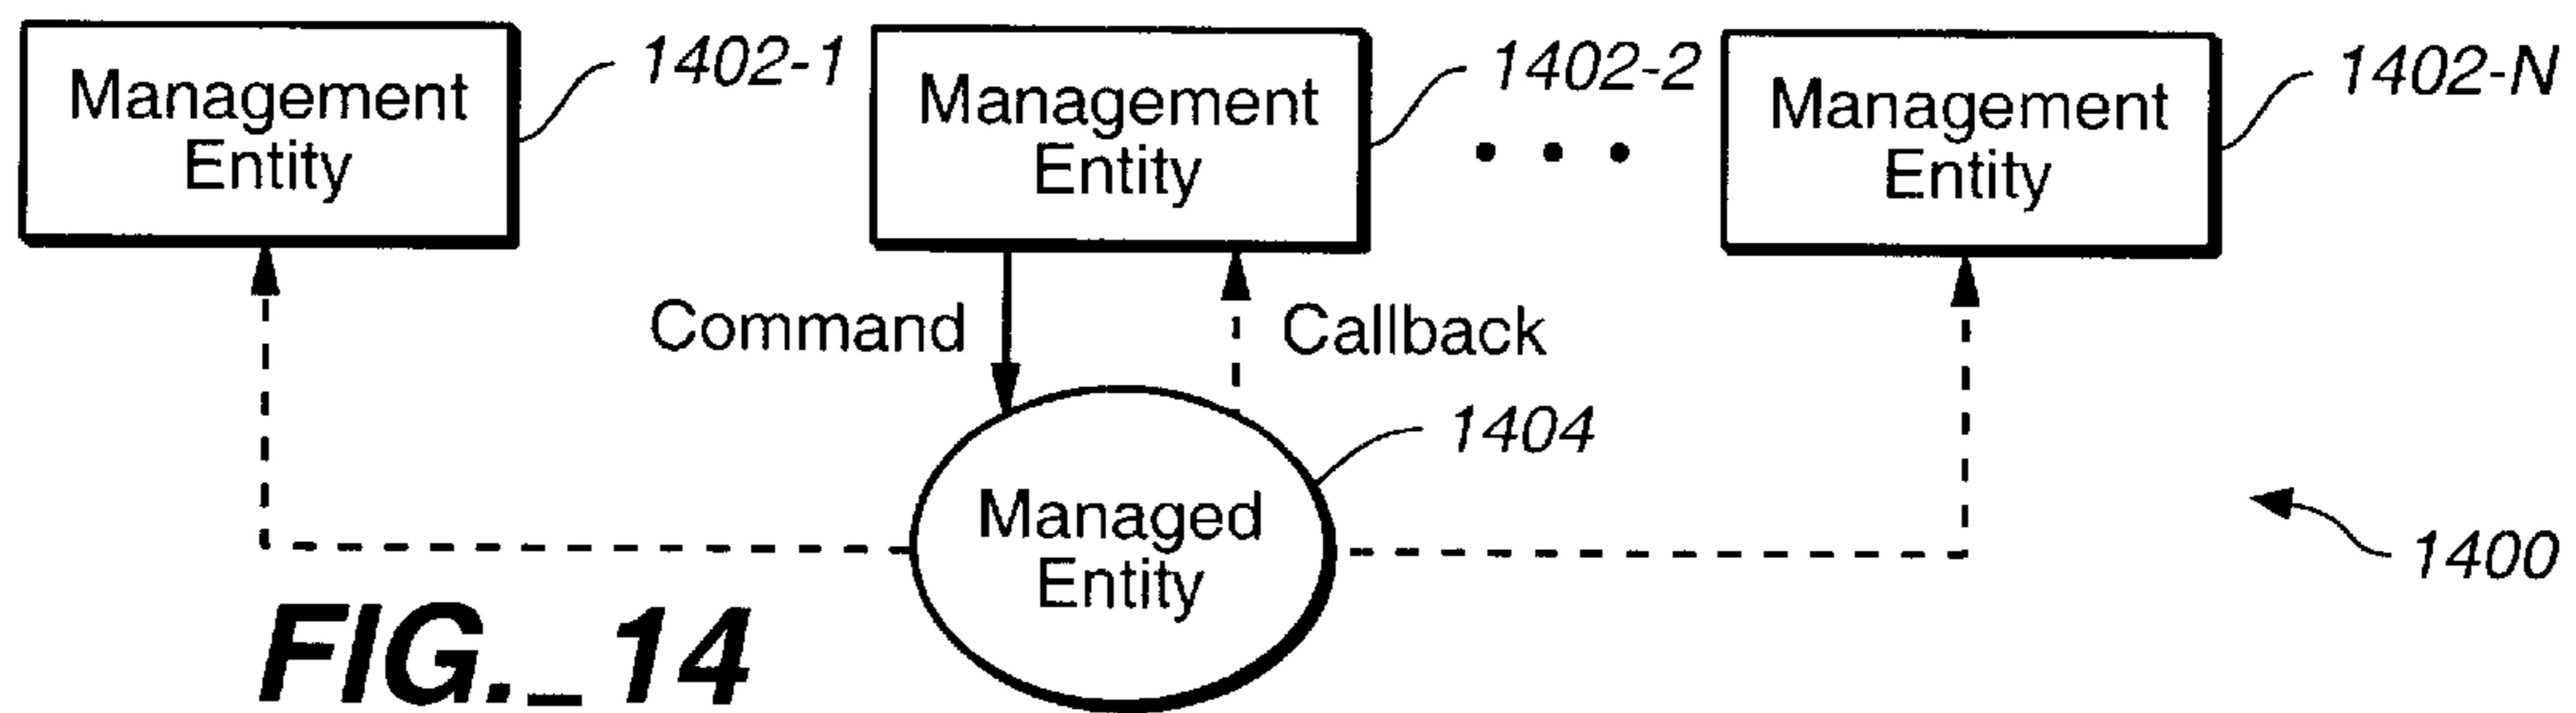 Management
Entity
1402-1
Management
Entity
1402-2
Management
Entity
1402-N
Command
Callback
1404
Managed
Entity
1400
FIG._14